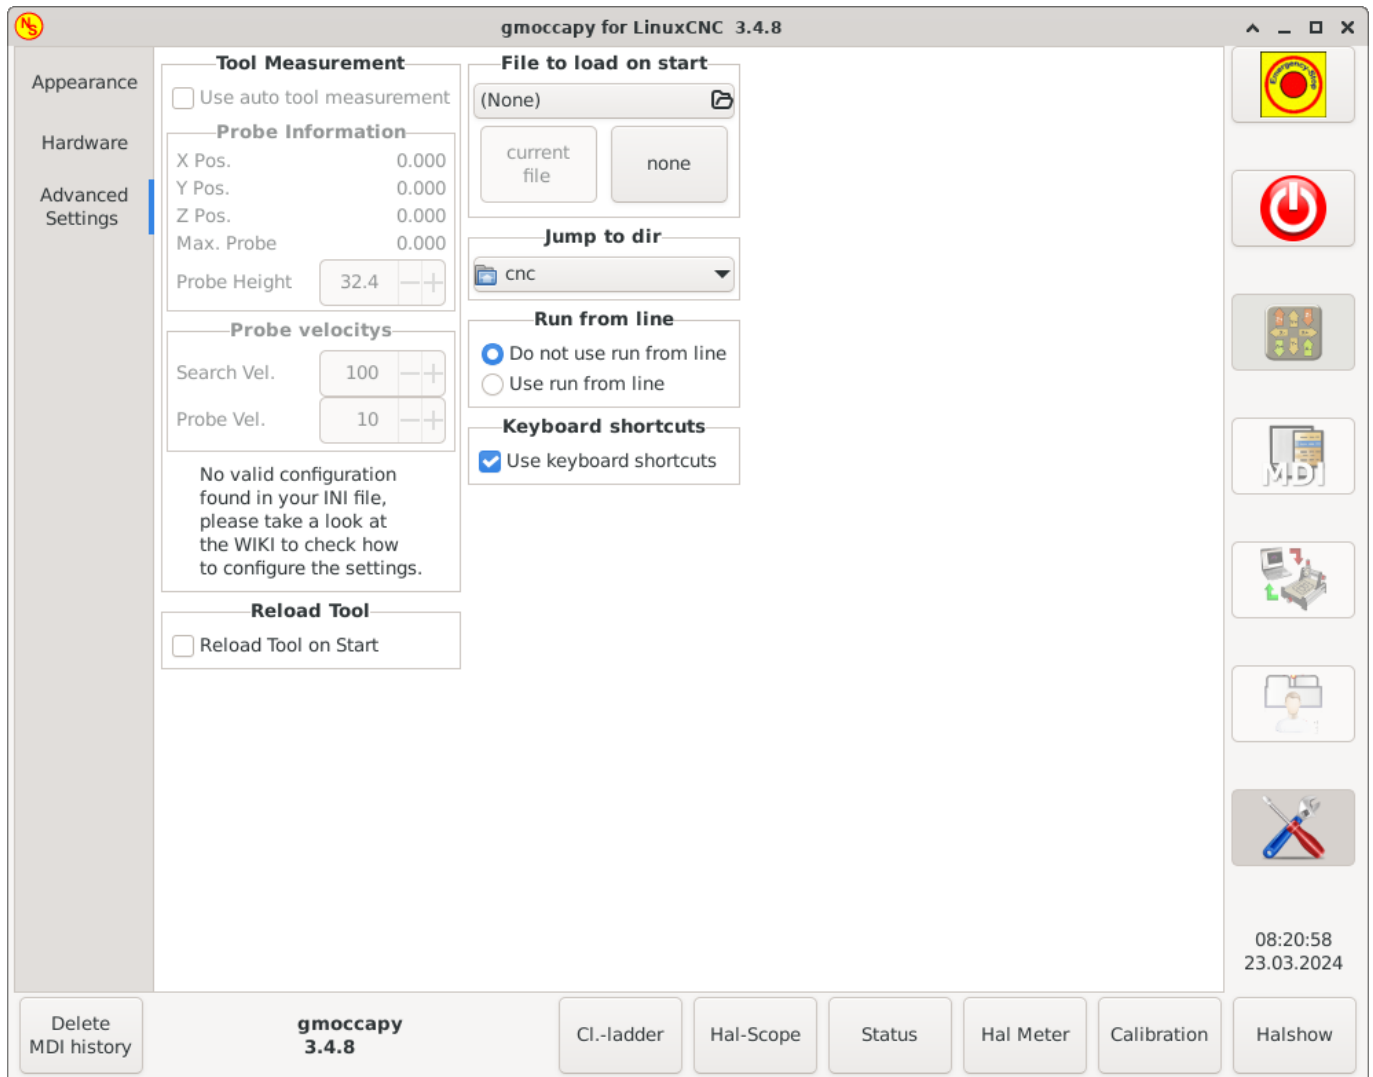 gmoccapy for LinuxCNC 3.4.8
NS
Appearance
Hardware
Advanced
Settings
Tool Measurement
Use auto tool measurement
Probe Information
X Pos. 0.000
Y Pos. 0.000
Z Pos. 0.000
Max. Probe 0.000
Probe Height 32.4
Probe velocitys
Search Vel. 100
Probe Vel. 10
No valid configuration
found in your INI file,
please take a look at
the WIKI to check how
to configure the settings.
Reload Tool
Reload Tool on Start
File to load on start
(None)
current
file
none
Jump to dir
cnc
Run from line
Do not use run from line
Use run from line
Keyboard shortcuts
Use keyboard shortcuts
Emergency-Stop
MDI
08:20:58
23.03.2024
Delete
MDI history
gmoccapy
3.4.8
Cl.-ladder
Hal-Scope
Status
Hal Meter
Calibration
Halshow